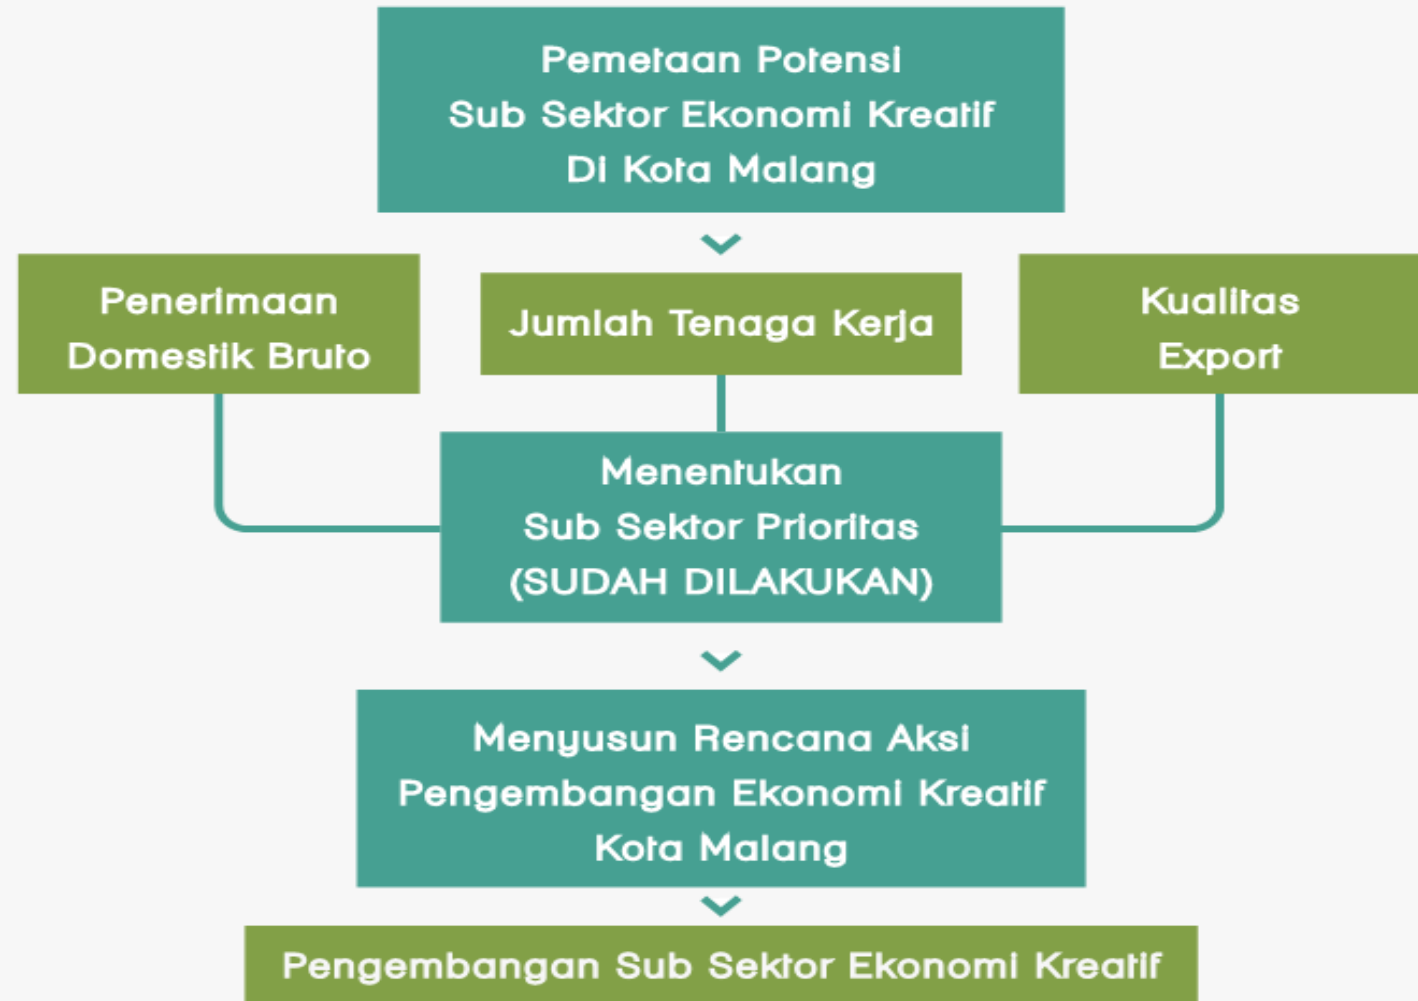 Pemetaan Potensi
Sub Sektor Ekonomi Kreatif
Di Kota Malang
Penerimaan
Domestik Bruto
Jumlah Tenaga Kerja
Kualitas
Export
Menentukan
Sub Sektor Prioritas
(SUDAH DILAKUKAN)
Menyusun Rencana Aksi
Pengembangan Ekonomi Kreatif
Kota Malang
Pengembangan Sub Sektor Ekonomi Kreatif